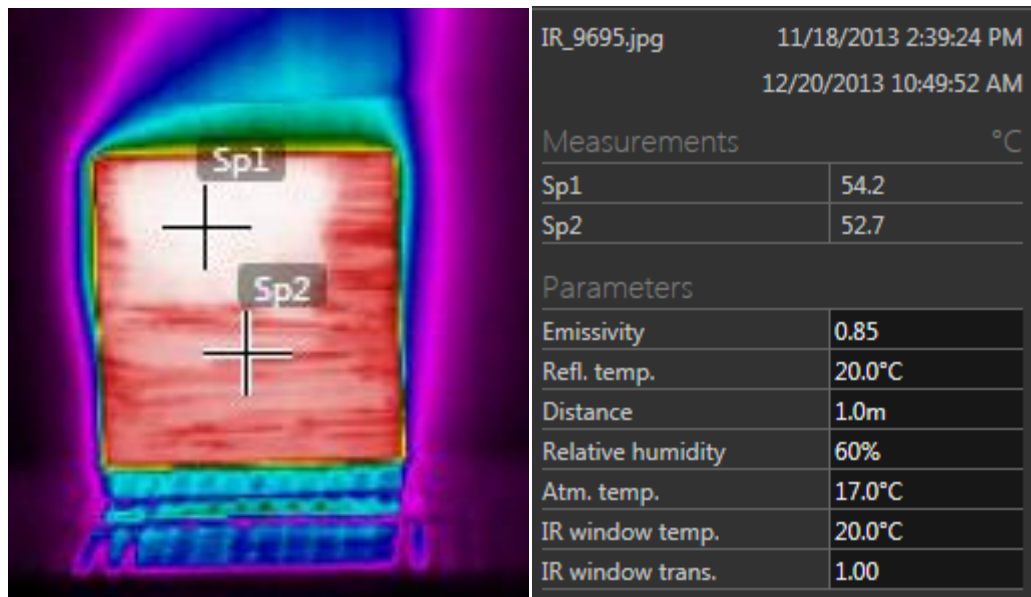 Sp1
Sp2
IR_9695.jpg 11/18/2013 2:39:24 PM
12/20/2013 10:49:52 AM
Measurements °C
Sp1 54.2
Sp2 52.7
Parameters
Emissivity 0.85
Refl. temp. 20.0°C
Distance 1.0m
Relative humidity 60%
Atm. temp. 17.0°C
IR window temp. 20.0°C
IR window trans. 1.00